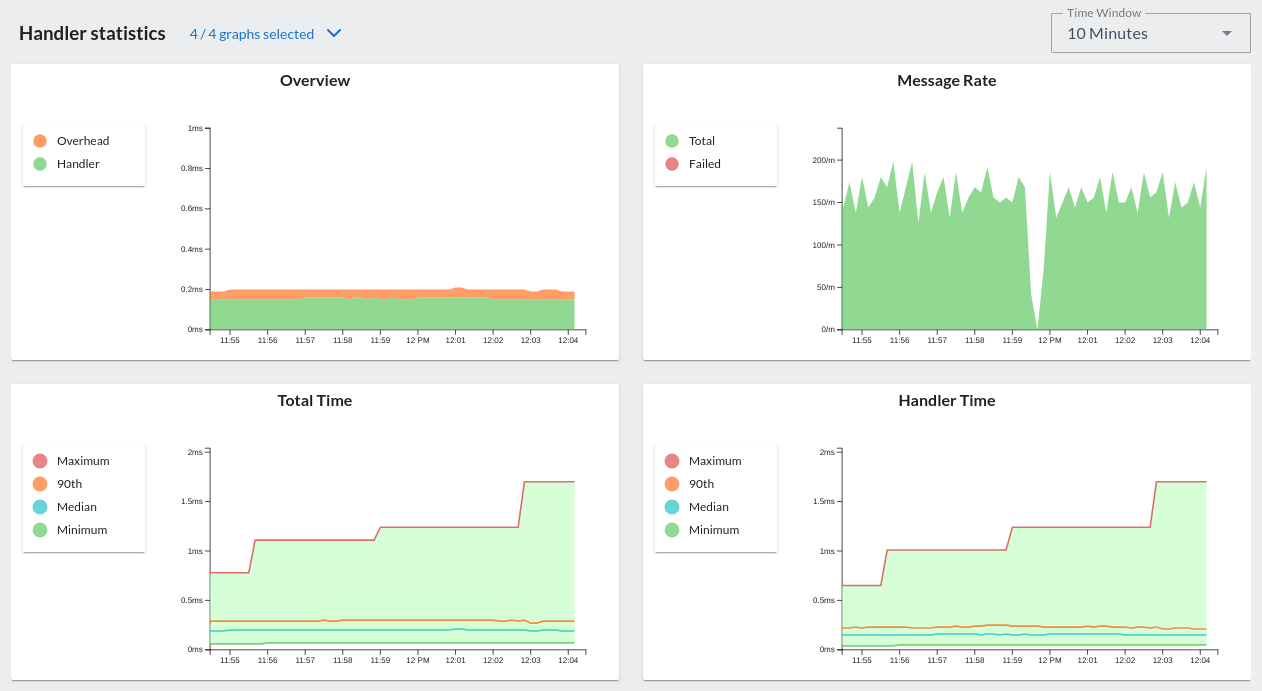 Handler statistics
4 / 4 graphs selected
Time Window
10 Minutes
Overview
Overhead
Handler
1ms
0.8ms
0.6ms
0.4ms
0.2ms
0ms
11:55 11:56 11:57 11:58 11:59 12 PM 12:01 12:02 12:03 12:04
Message Rate
Total
Failed
200/m
150/m
100/m
50/m
0/m
11:55 11:56 11:57 11:58 11:59 12 PM 12:01 12:02 12:03 12:04
Total Time
Maximum
90th
Median
Minimum
2ms
1.5ms
1ms
0.5ms
0ms
11:55 11:56 11:57 11:58 11:59 12 PM 12:01 12:02 12:03 12:04
Handler Time
Maximum
90th
Median
Minimum
2ms
1.5ms
1ms
0.5ms
0ms
11:55 11:56 11:57 11:58 11:59 12 PM 12:01 12:02 12:03 12:04